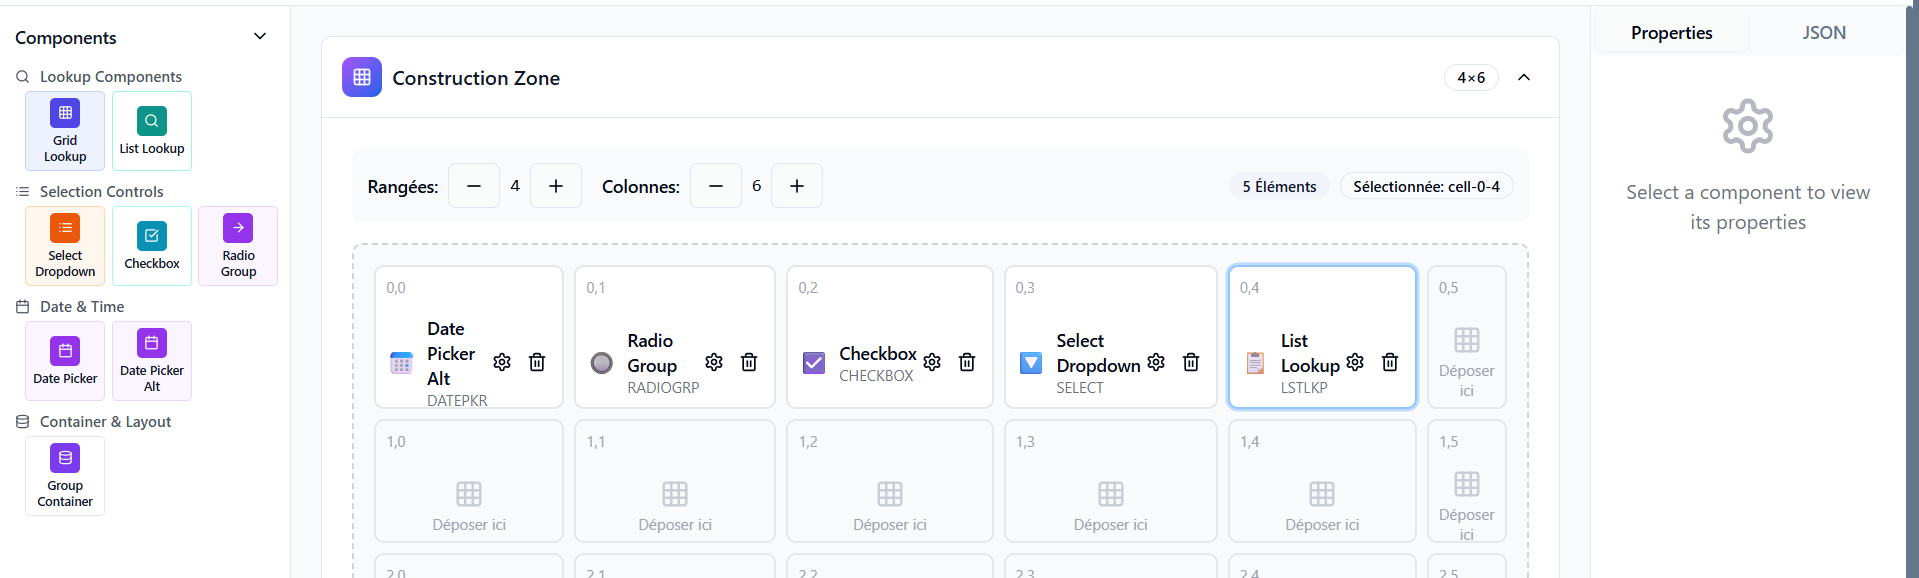 Components
Lookup Components
Grid
Lookup
List Lookup
Selection Controls
Select
Dropdown
Checkbox
Radio
Group
Date & Time
Date Picker
Date Picker
Alt
Container & Layout
Group
Container
Construction Zone
4×6
Rangées:
4
Colonnes:
6
5 Éléments
Sélectionnée: cell-0-4
0,0
Date
Picker
Alt
DATEPKR
0,1
Radio
Group
RADIOGRP
0,2
Checkbox
CHECKBOX
0,3
Select
Dropdown
SELECT
0,4
List
Lookup
LSTLKP
0,5
Déposer
ici
1,0
Déposer ici
1,1
Déposer ici
1,2
Déposer ici
1,3
Déposer ici
1,4
Déposer ici
1,5
Déposer
ici
2,0
2,1
2,2
2,3
2,4
2,5
Properties
JSON
Select a component to view
its properties